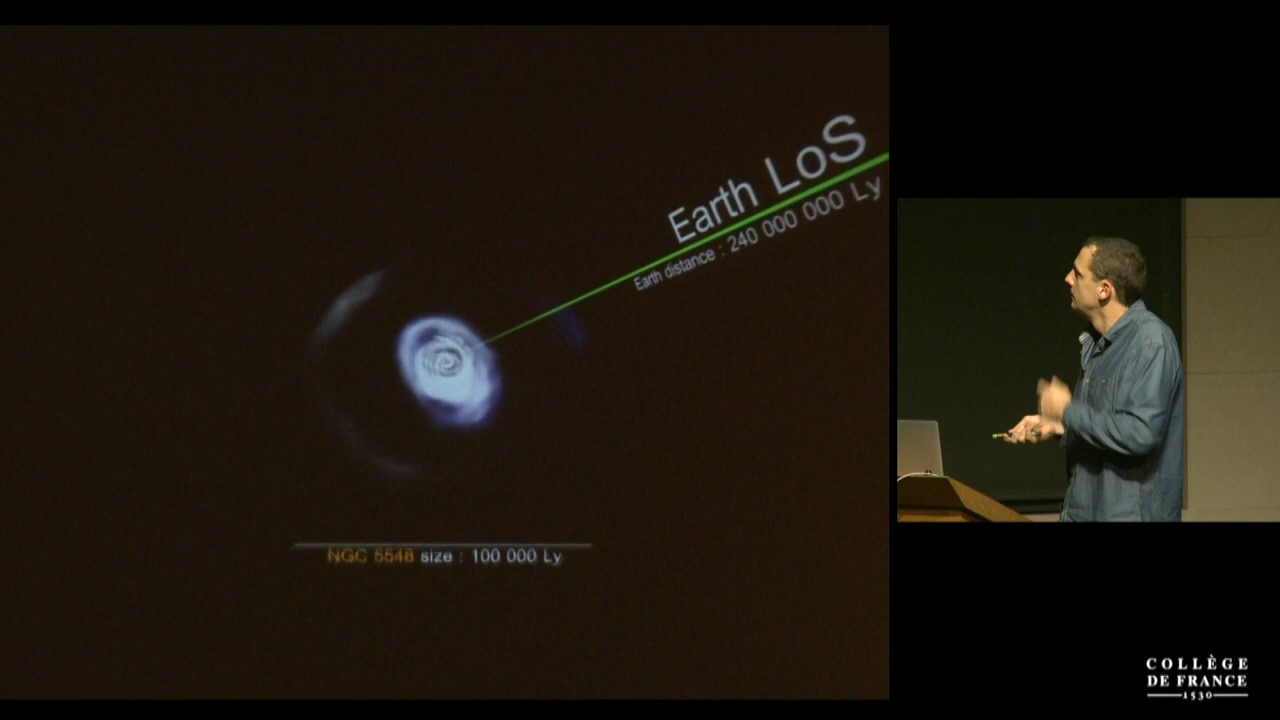 Earth LoS
Earth distance : 240 000 000 Ly
NGC 5548 size : 100 000 Ly
COLLÈGE
DE FRANCE
1530